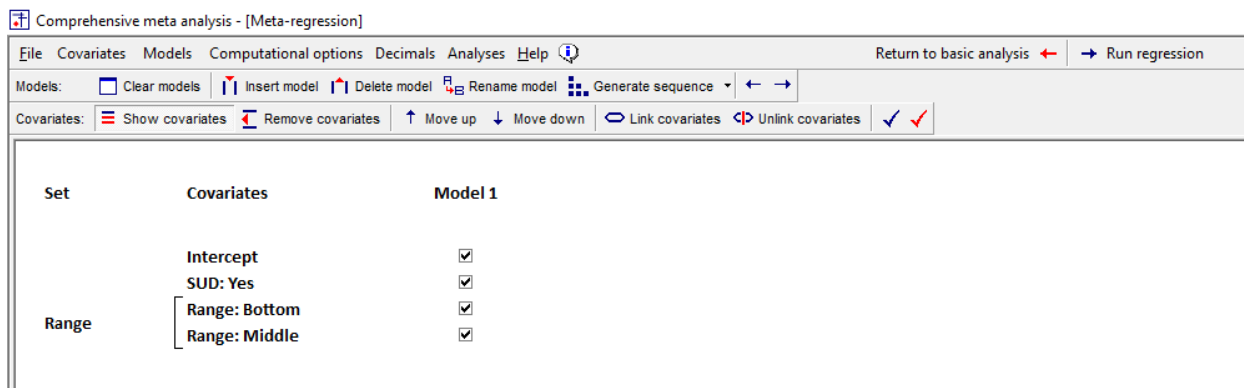 Comprehensive meta analysis - [Meta-regression]
File Covariates Models Computational options Decimals Analyses Help Return to basic analysis Run regression
Models: Clear models Insert model Delete model Rename model Generate sequence
Covariates: Show covariates Remove covariates Move up Move down Link covariates Unlink covariates
Set Covariates Model 1
Intercept
SUD: Yes
Range: Bottom
Range
Range: Middle